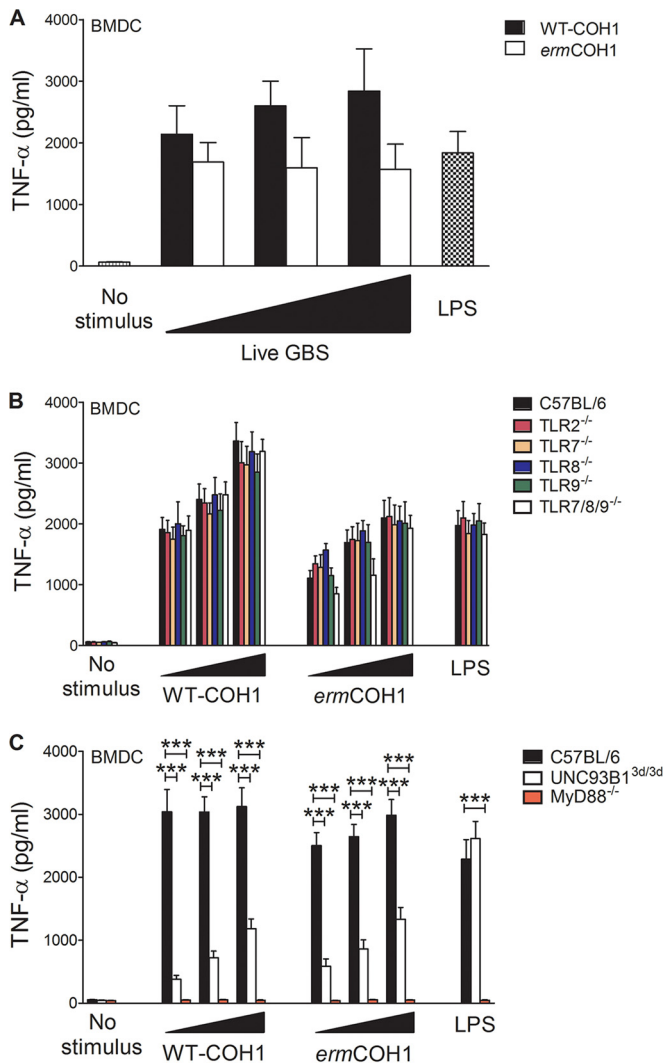 A
BMDC
WT-COH1
ermCOH1
TNF-α (pg/ml)
4000
3000
2000
1000
0
No
stimulus
Live GBS
LPS
B
BMDC
C57BL/6
TLR2-/-
TLR7-/-
TLR8-/-
TLR9-/-
TLR7/8/9-/-
TNF-α (pg/ml)
4000
3000
2000
1000
0
No
stimulus
WT-COH1
ermCOH1
LPS
C
BMDC
C57BL/6
UNC93B13d/3d
MyD88-/-
TNF-α (pg/ml)
4000
3000
2000
1000
0
*** *** *** *** *** ***
*** *** *** *** *** *** ***
No
stimulus
WT-COH1
ermCOH1
LPS